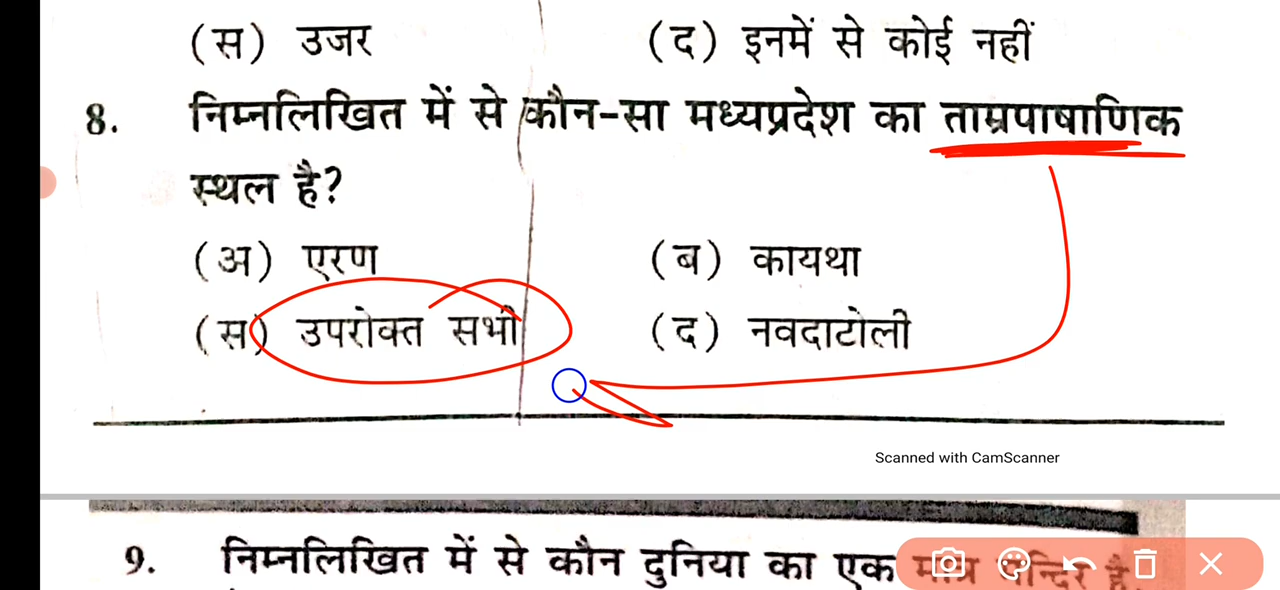 (स) उजर (द) इनमें से कोई नहीं
8. निम्नलिखित में से कौन-सा मध्यप्रदेश का ताम्रपाषाणिक
स्थल है?
(अ) एरण (ब) कायथा
(स) उपरोक्त सभी (द) नवदाटोली
Scanned with CamScanner
9. निम्नलिखित में से कौन दुनिया का एक मात्र मन्दिर है,